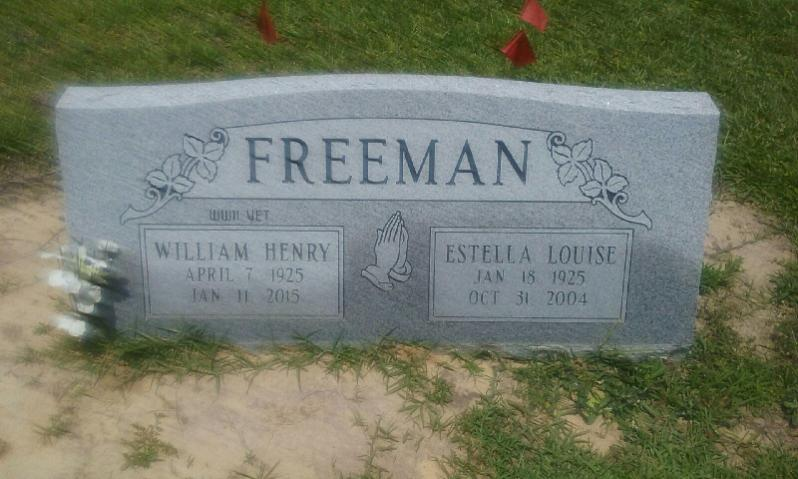 FREEMAN
WWII VET
WILLIAM HENRY
APRIL 7 1925
JAN 11 2015
ESTELLA LOUISE
JAN 18 1925
OCT 31 2004